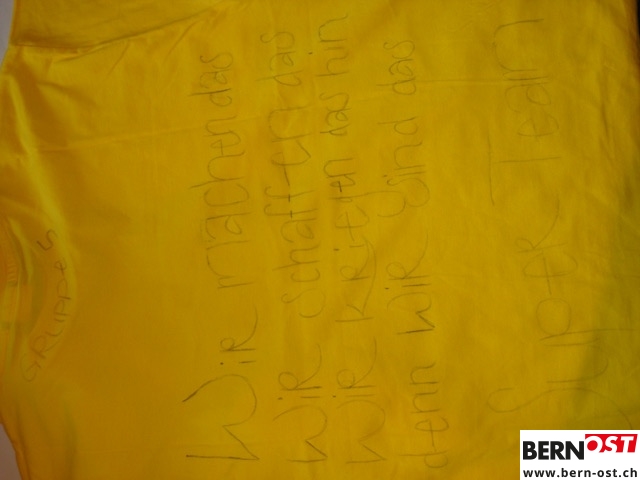 GRUPPE 5
WiR machen das
WiR schaffen das
WiR kRiegen das hin
denn WiR sind das
SupeR Team
BERNOST
www.bern-ost.ch